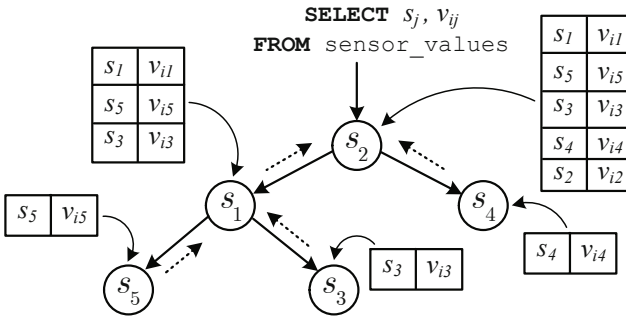 SELECT s_j, v_ij
FROM sensor_values
s_1 v_i1
s_5 v_i5
s_3 v_i3
s_1 v_i1
s_5 v_i5
s_3 v_i3
s_4 v_i4
s_2 v_i2
s_2
s_1
s_4
s_5 v_i5
s_5
s_3
s_3 v_i3
s_4 v_i4